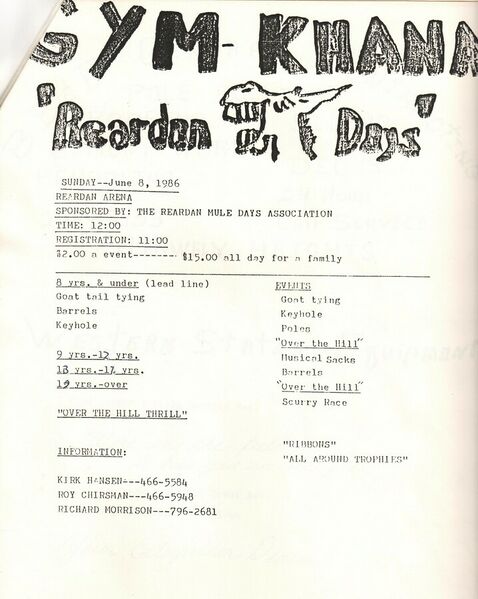 GYM-KHANA
"Reardan Days"
SUNDAY--June 8, 1986
REARDAN ARENA
SPONSORED BY: THE REARDAN MULE DAYS ASSOCIATION
TIME: 12:00
REGISTRATION: 11:00
$2.00 a event------- $15.00 all day for a family
8 yrs. & under (lead line)
Goat tail tying
Barrels
Keyhole
9 yrs.-12 yrs.
13 yrs.-17 yrs.
19 yrs.-over
"OVER THE HILL THRILL"
EVENTS
Goat tying
Keyhole
Poles
"Over the Hill"
Musical Sacks
Barrels
"Over the Hill"
Scurry Race
"RIBBONS"
"ALL AROUND TROPHIES"
INFORMATION:
KIRK HANSEN---466-5584
ROY CHIRSMAN---466-5948
RICHARD MORRISON---796-2681